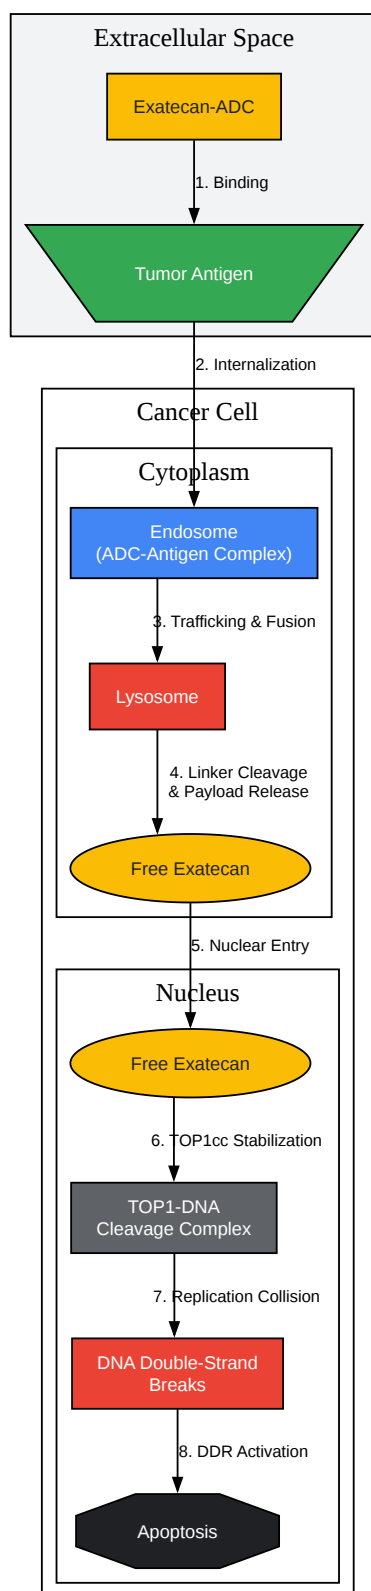 Extracellular Space
Exatecan-ADC
1. Binding
Tumor Antigen
2. Internalization
Cancer Cell
Cytoplasm
Endosome
(ADC-Antigen Complex)
3. Trafficking & Fusion
Lysosome
4. Linker Cleavage
& Payload Release
Free Exatecan
5. Nuclear Entry
Nucleus
Free Exatecan
6. TOP1cc Stabilization
TOP1-DNA
Cleavage Complex
7. Replication Collision
DNA Double-Strand
Breaks
8. DDR Activation
Apoptosis